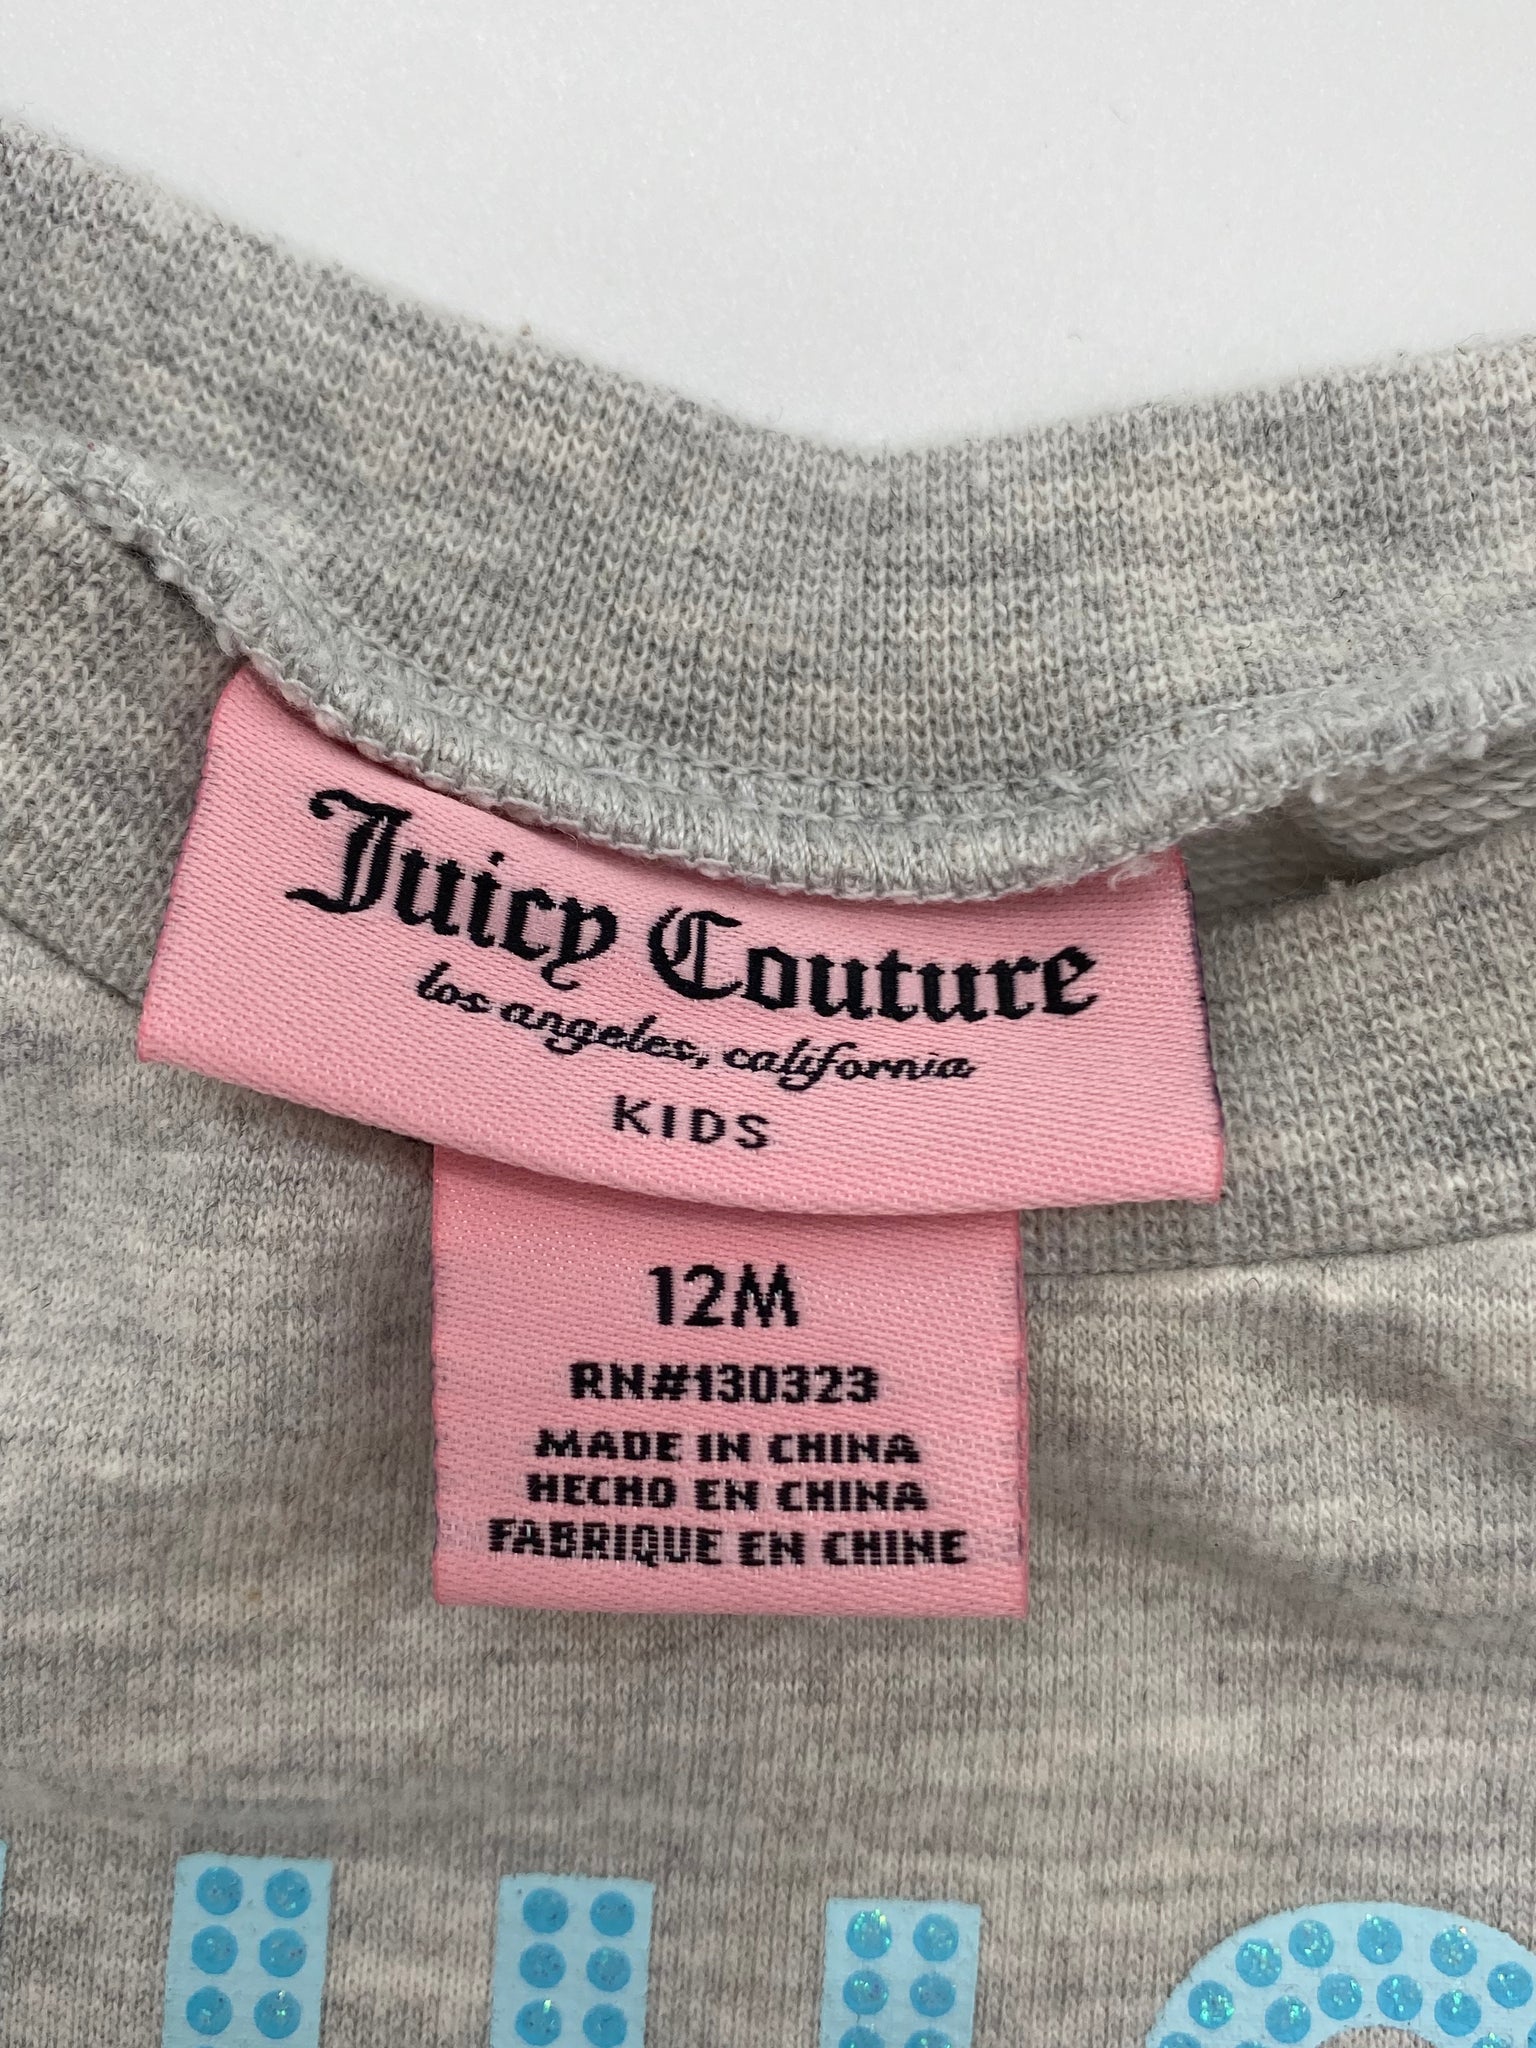 Juicy Couture
los angeles, california
KIDS
12M
RN#130323
MADE IN CHINA
HECHO EN CHINA
FABRIQUE EN CHINE